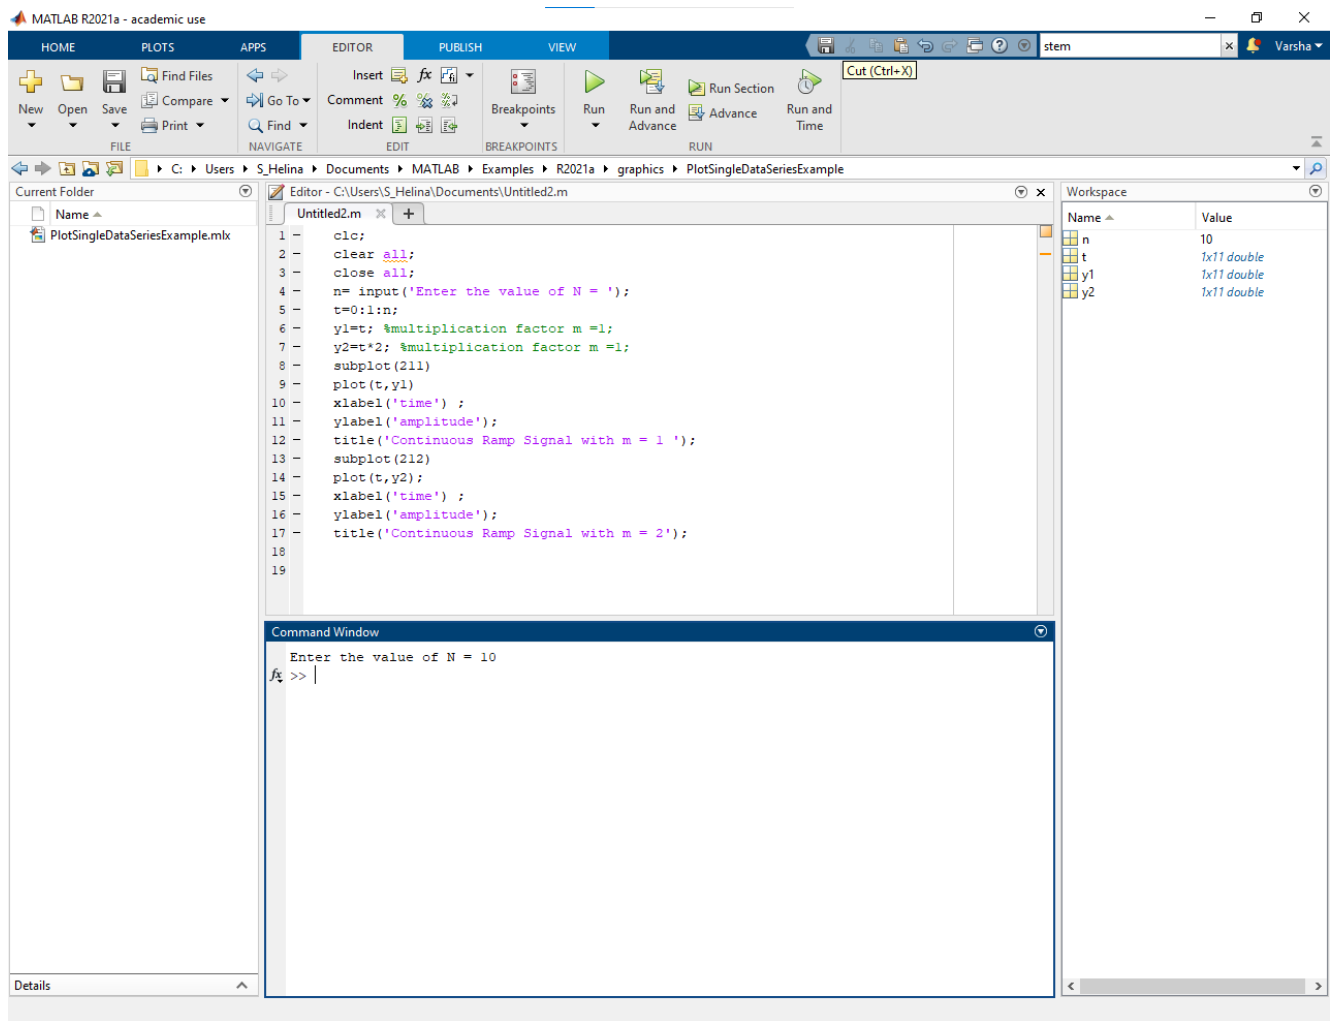 MATLAB R2021a - academic use
HOME PLOTS APPS EDITOR PUBLISH VIEW stem Varsha
Cut (Ctrl+X)
New Open Save Find Files Compare Print
FILE
Go To Find
NAVIGATE
Insert fx
Comment
Indent
EDIT
Breakpoints
BREAKPOINTS
Run Run and Advance Run Section Advance Run and Time
RUN
C: Users S_Helina Documents MATLAB Examples R2021a graphics PlotSingleDataSeriesExample
Current Folder
Name
PlotSingleDataSeriesExample.mlx
Details
Editor - C:\Users\S_Helina\Documents\Untitled2.m
Untitled2.m +
1 - clc;
2 - clear all;
3 - close all;
4 - n= input('Enter the value of N = ');
5 - t=0:1:n;
6 - y1=t; %multiplication factor m =1;
7 - y2=t*2; %multiplication factor m =1;
8 - subplot(211)
9 - plot(t,y1)
10 - xlabel('time') ;
11 - ylabel('amplitude');
12 - title('Continuous Ramp Signal with m = 1 ');
13 - subplot(212)
14 - plot(t,y2);
15 - xlabel('time') ;
16 - ylabel('amplitude');
17 - title('Continuous Ramp Signal with m = 2');
18
19
Command Window
Enter the value of N = 10
fx >>
Workspace
Name Value
n 10
t 1x11 double
y1 1x11 double
y2 1x11 double